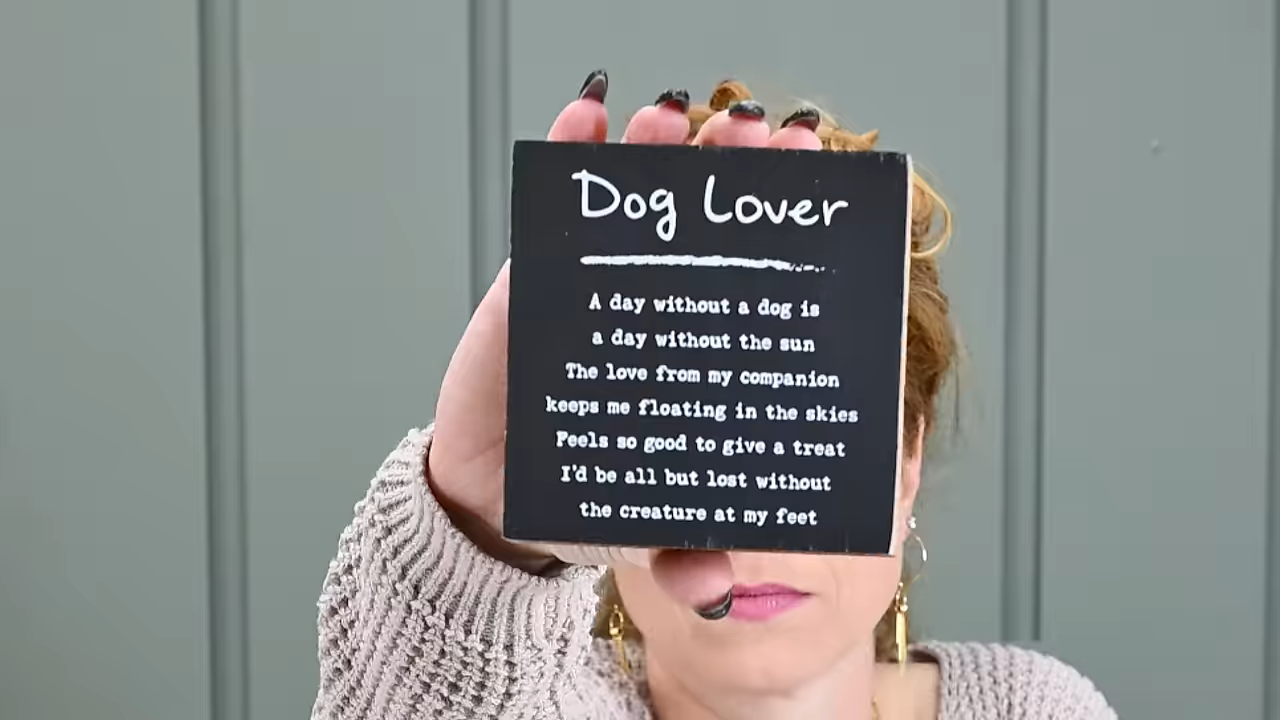 Dog Lover
A day without a dog is
a day without the sun
The love from my companion
keeps me floating in the skies
Feels so good to give a treat
I'd be all but lost without
the creature at my feet